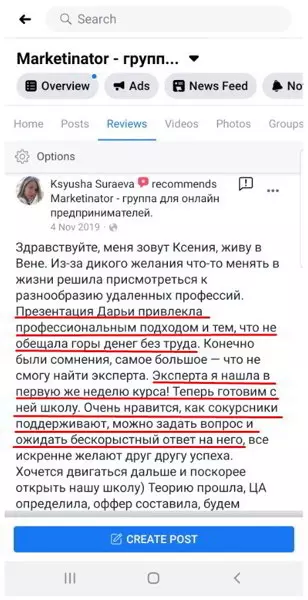 Search
Marketinator - групп...
Overview
Ads
News Feed
No
Home Posts Reviews Videos Photos Groups
Options
Ksyusha Suraeva recommends
Marketinator - группа для онлайн
предпринимателей.
4 Nov 2019
Здравствуйте, меня зовут Ксения, живу в
Вене. Из-за дикого желания что-то менять в
жизни решила присмотреться к
разнообразию удаленных профессий.
Презентация Дарьи привлекла
профессиональным подходом и тем, что не
обещала горы денег без труда. Конечно
были сомнения, самое большое — что не
смогу найти эксперта. Эксперта я нашла в
первую же неделю курса! Теперь готовим с
ней школу. Очень нравится, как сокурсники
поддерживают, можно задать вопрос и
ожидать бескорыстный ответ на него, все
искренне желают друг другу успеха.
Хочется двигаться дальше и поскорее
открыть нашу школу) Теорию прошла, ЦА
определила, оффер составила, будем
CREATE POST